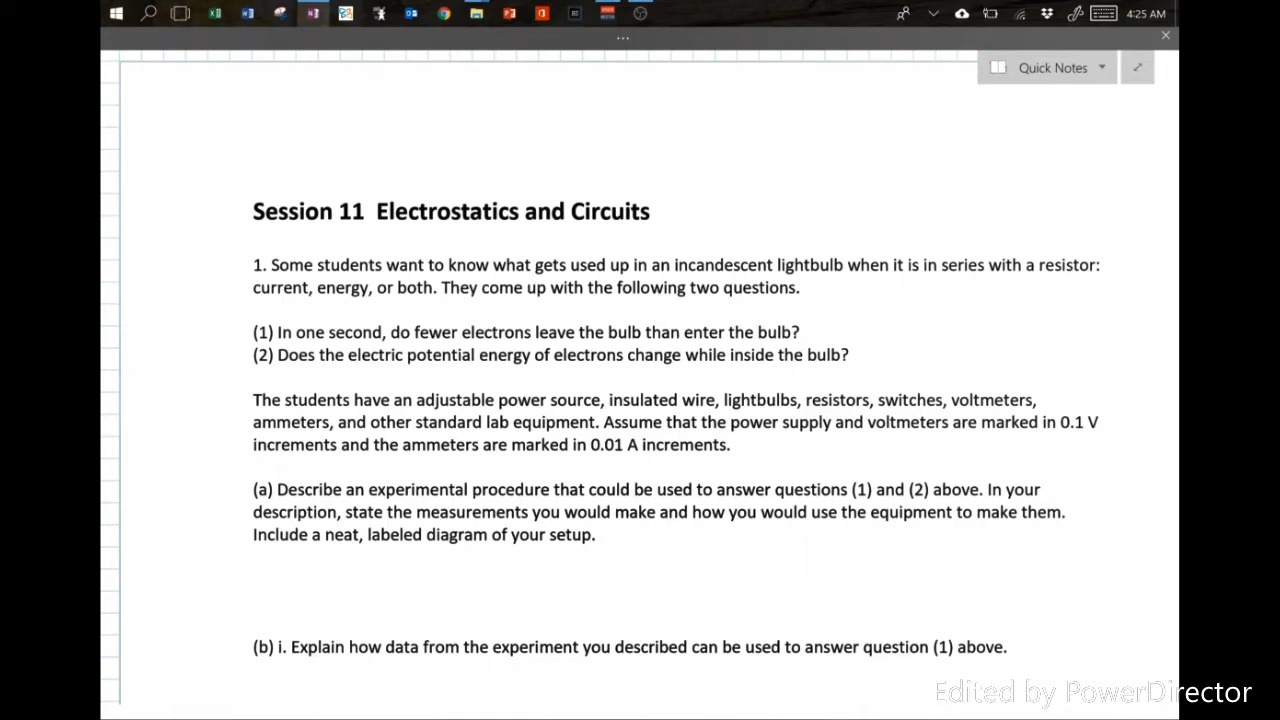 4:25 AM
...
Quick Notes
Session 11 Electrostatics and Circuits
1. Some students want to know what gets used up in an incandescent lightbulb when it is in series with a resistor:
current, energy, or both. They come up with the following two questions.
(1) In one second, do fewer electrons leave the bulb than enter the bulb?
(2) Does the electric potential energy of electrons change while inside the bulb?
The students have an adjustable power source, insulated wire, lightbulbs, resistors, switches, voltmeters,
ammeters, and other standard lab equipment. Assume that the power supply and voltmeters are marked in 0.1 V
increments and the ammeters are marked in 0.01 A increments.
(a) Describe an experimental procedure that could be used to answer questions (1) and (2) above. In your
description, state the measurements you would make and how you would use the equipment to make them.
Include a neat, labeled diagram of your setup.
(b) i. Explain how data from the experiment you described can be used to answer question (1) above.
Edited by PowerDirector